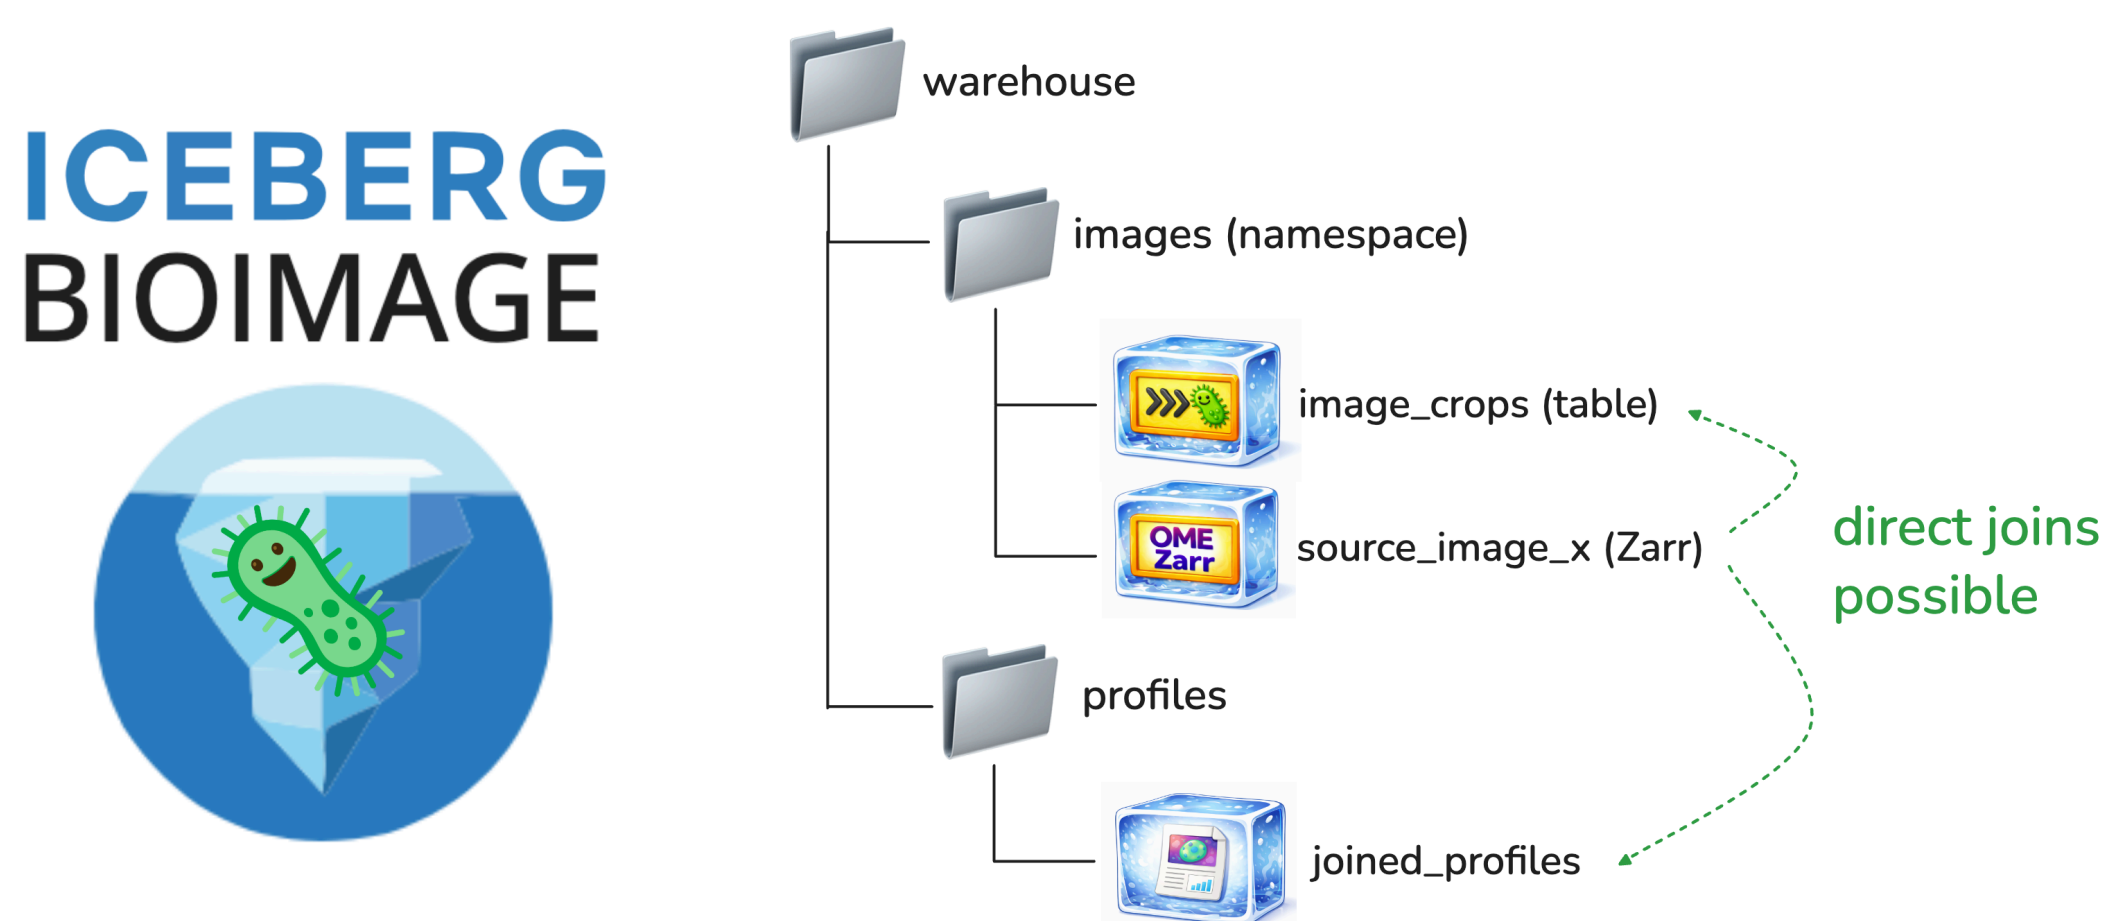 ICEBERG
BIOIMAGE
warehouse
images (namespace)
image_crops (table)
OME
Zarr
source_image_x (Zarr)
direct joins
possible
profiles
joined_profiles